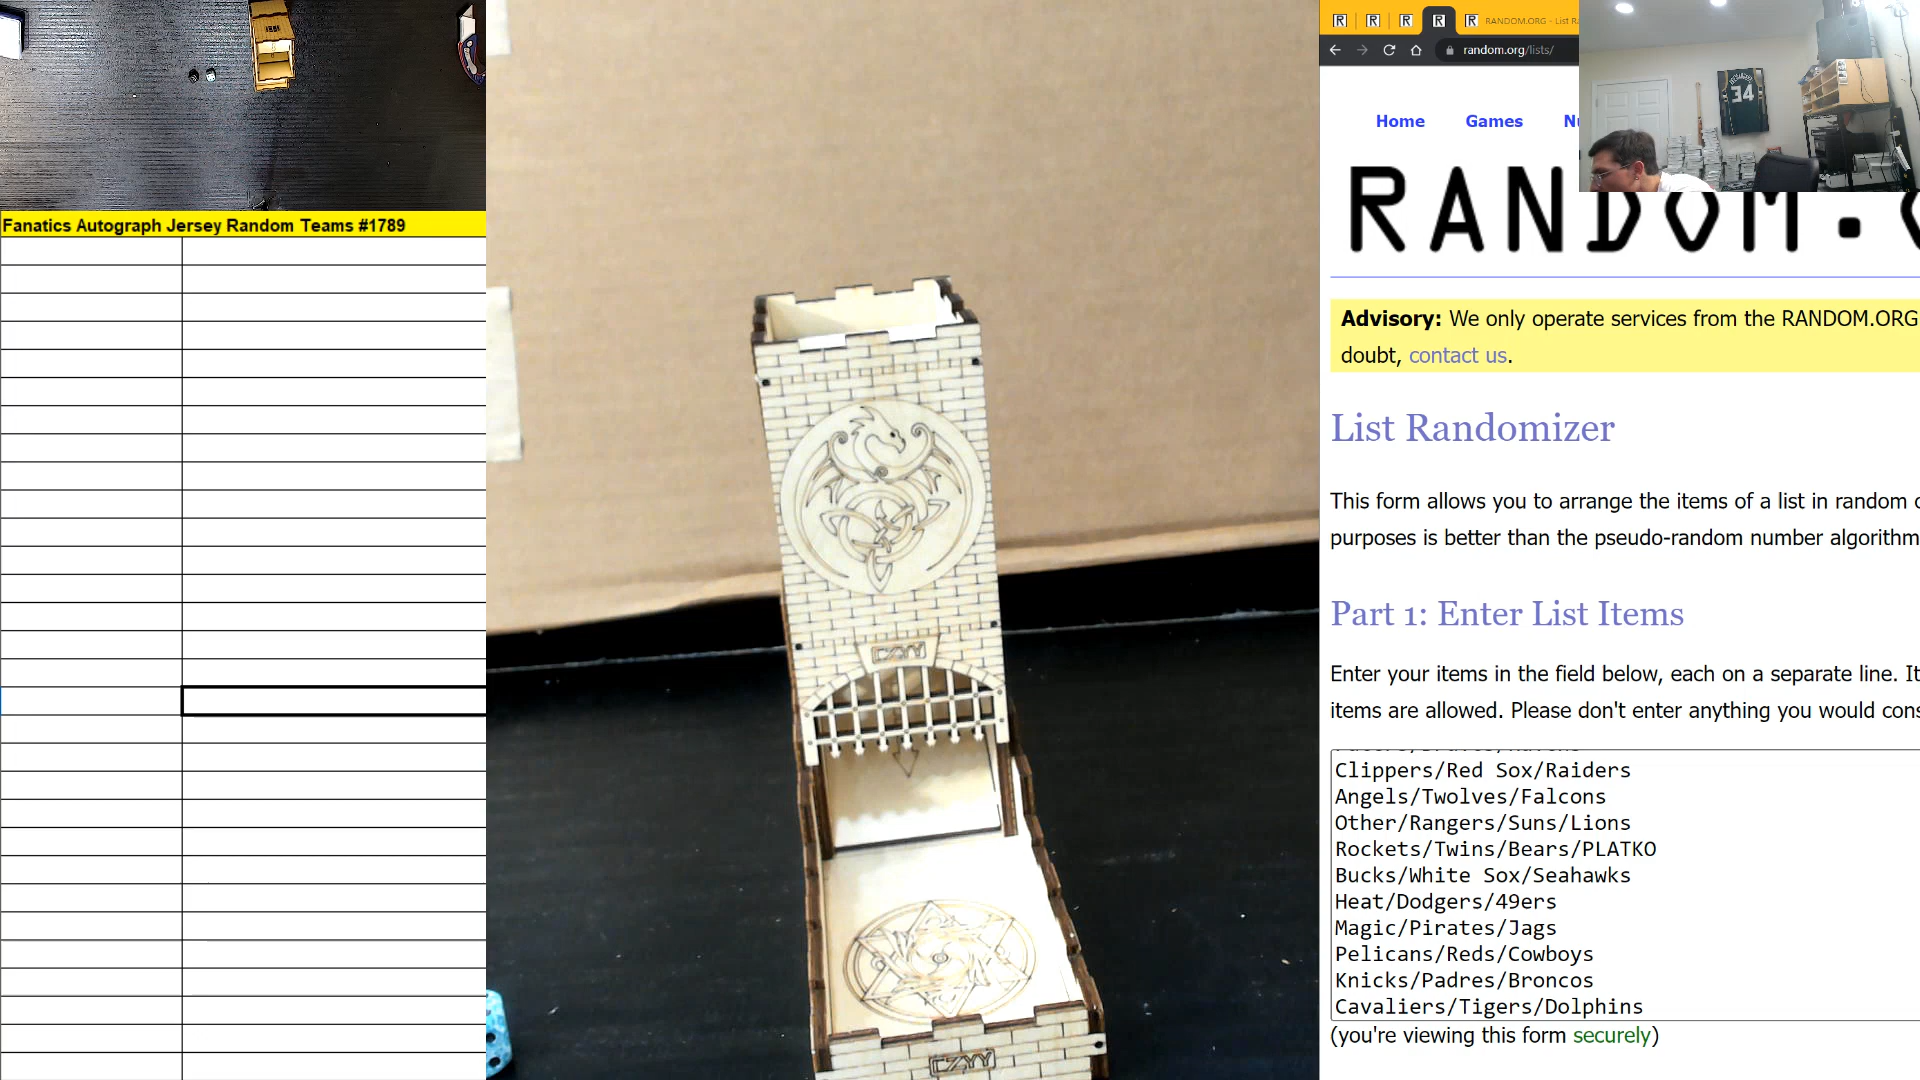 Fanatics Autograph Jersey Random Teams #1789
CZYY
CZYY
random.org/lists/
34
Home Games
RANDOM.
Advisory: We only operate services from the RANDOM.ORG
doubt, contact us.
List Randomizer
This form allows you to arrange the items of a list in random
purposes is better than the pseudo-random number algorithm
Part 1: Enter List Items
Enter your items in the field below, each on a separate line. It
items are allowed. Please don't enter anything you would cons
Clippers/Red Sox/Raiders
Angels/Twolves/Falcons
Other/Rangers/Suns/Lions
Rockets/Twins/Bears/PLATKO
Bucks/White Sox/Seahawks
Heat/Dodgers/49ers
Magic/Pirates/Jags
Pelicans/Reds/Cowboys
Knicks/Padres/Broncos
Cavaliers/Tigers/Dolphins
(you're viewing this form securely)